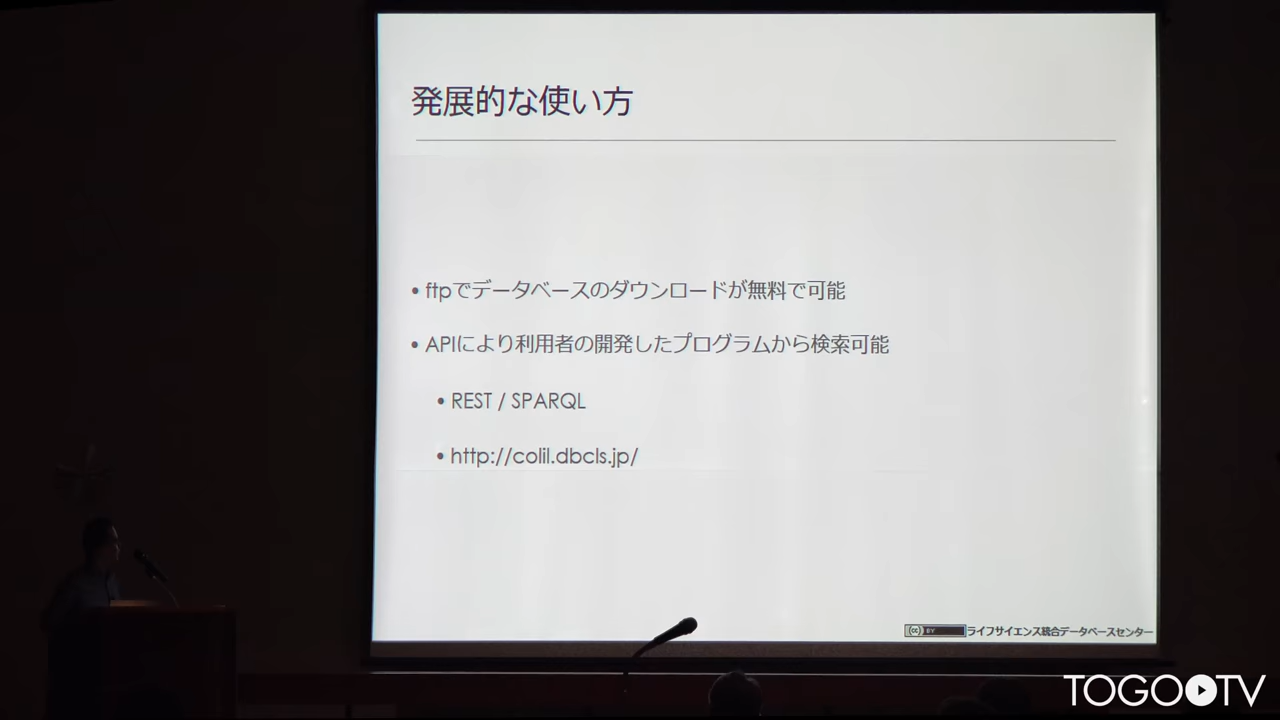 発展的な使い方
• ftpでデータベースのダウンロードが無料で可能
• APIにより利用者の開発したプログラムから検索可能
• REST / SPARQL
• http://colil.dbcls.jp/
cc BY ライフサイエンス統合データベースセンター
TOGOTV